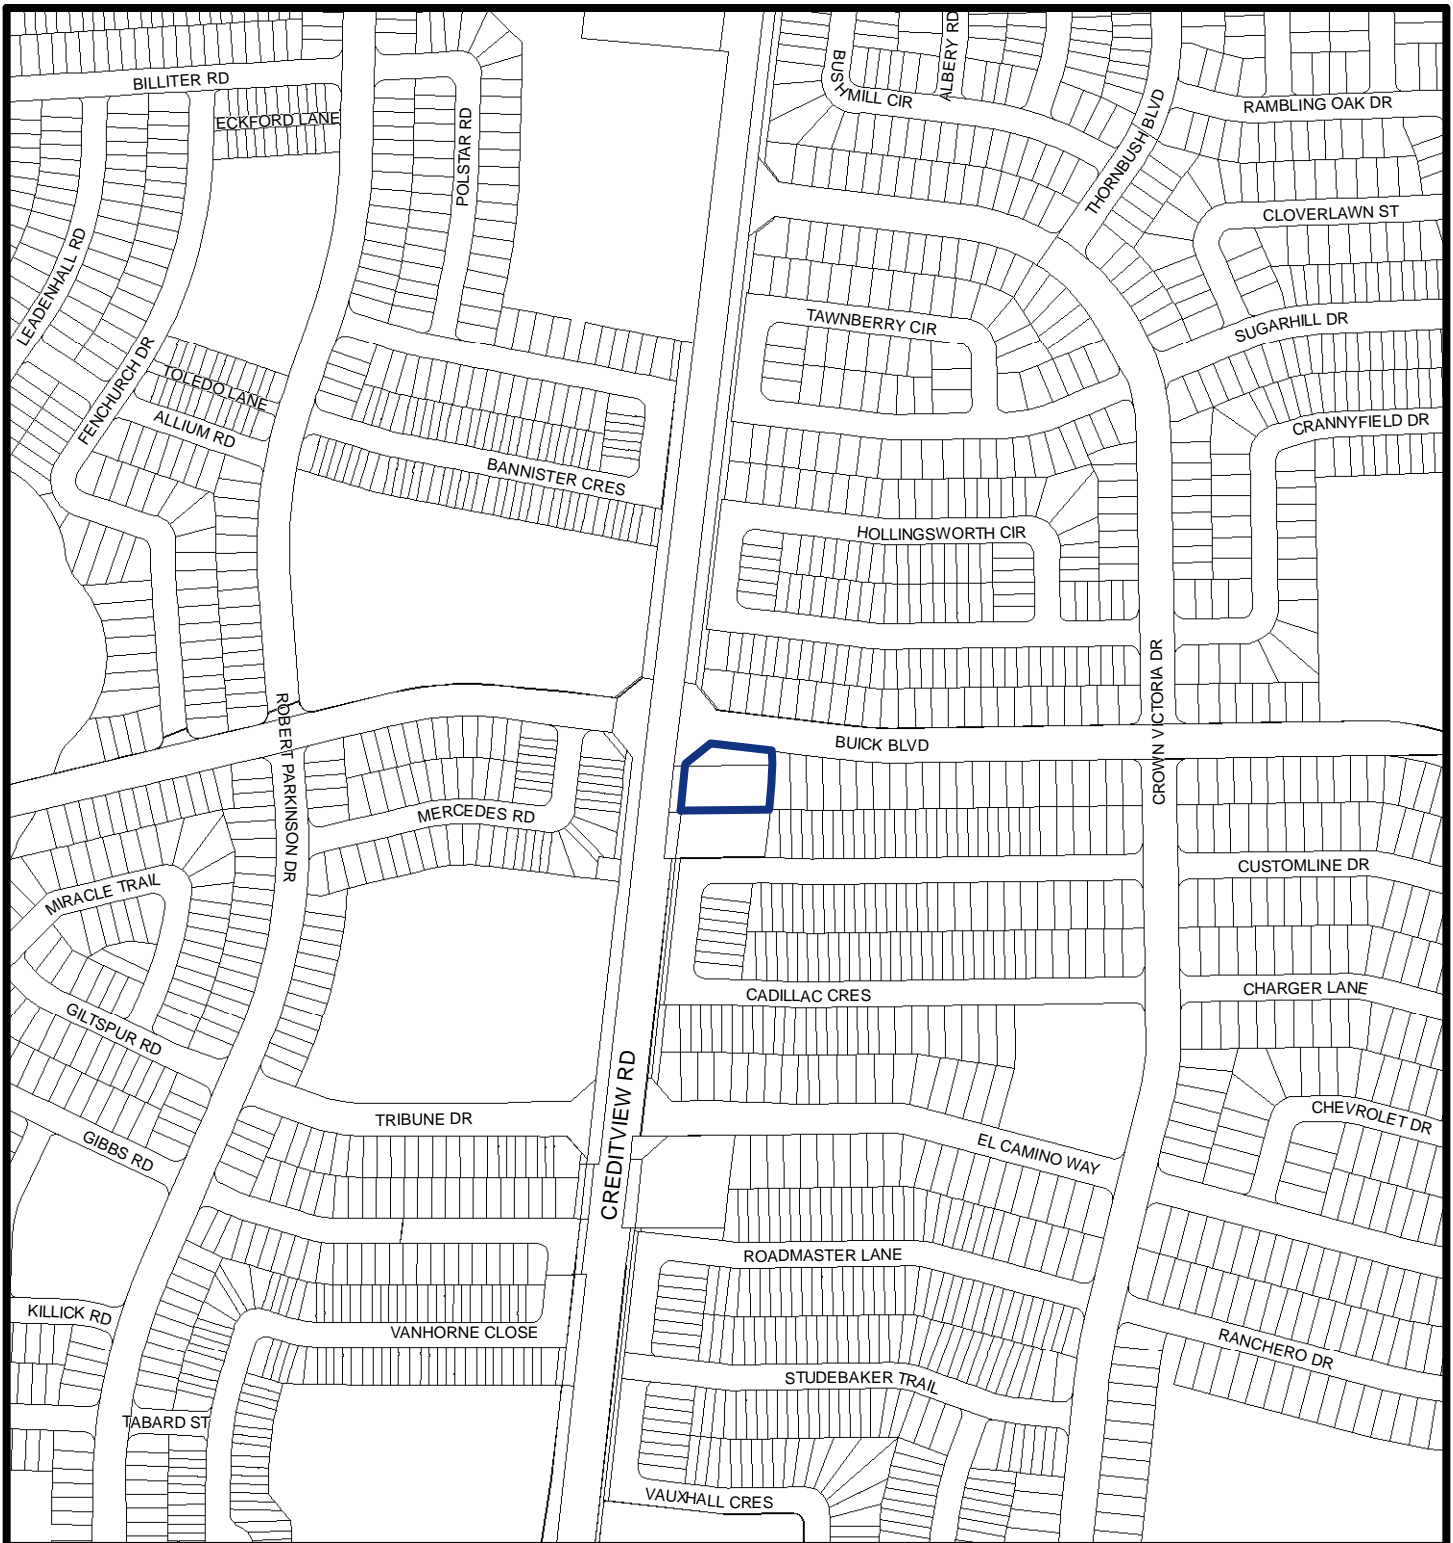 BILLITER RD
ECKFORD LANE
POLSTAR RD
BUSHMILL CIR
ALBERY RD
THORNBUSH BLVD
RAMBLING OAK DR
CLOVERLAWN ST
LEADENHALL RD
FENCHURCH DR
TOLEDO LANE
ALLIUM RD
TAWNBERRY CIR
SUGARHILL DR
CRANNYFIELD DR
BANNISTER CRES
HOLLINGSWORTH CIR
CROWN VICTORIA DR
ROBERT PARKINSON DR
BUICK BLVD
MERCEDES RD
CUSTOMLINE DR
MIRACLE TRAIL
CADILLAC CRES
CHARGER LANE
GILTSPUR RD
CREDITVIEW RD
TRIBUNE DR
CHEVROLET DR
GIBBS RD
EL CAMINO WAY
ROADMASTER LANE
KILLICK RD
VANHORNE CLOSE
RANCHERO DR
STUDEBAKER TRAIL
TABARD ST
VAUXHALL CRES